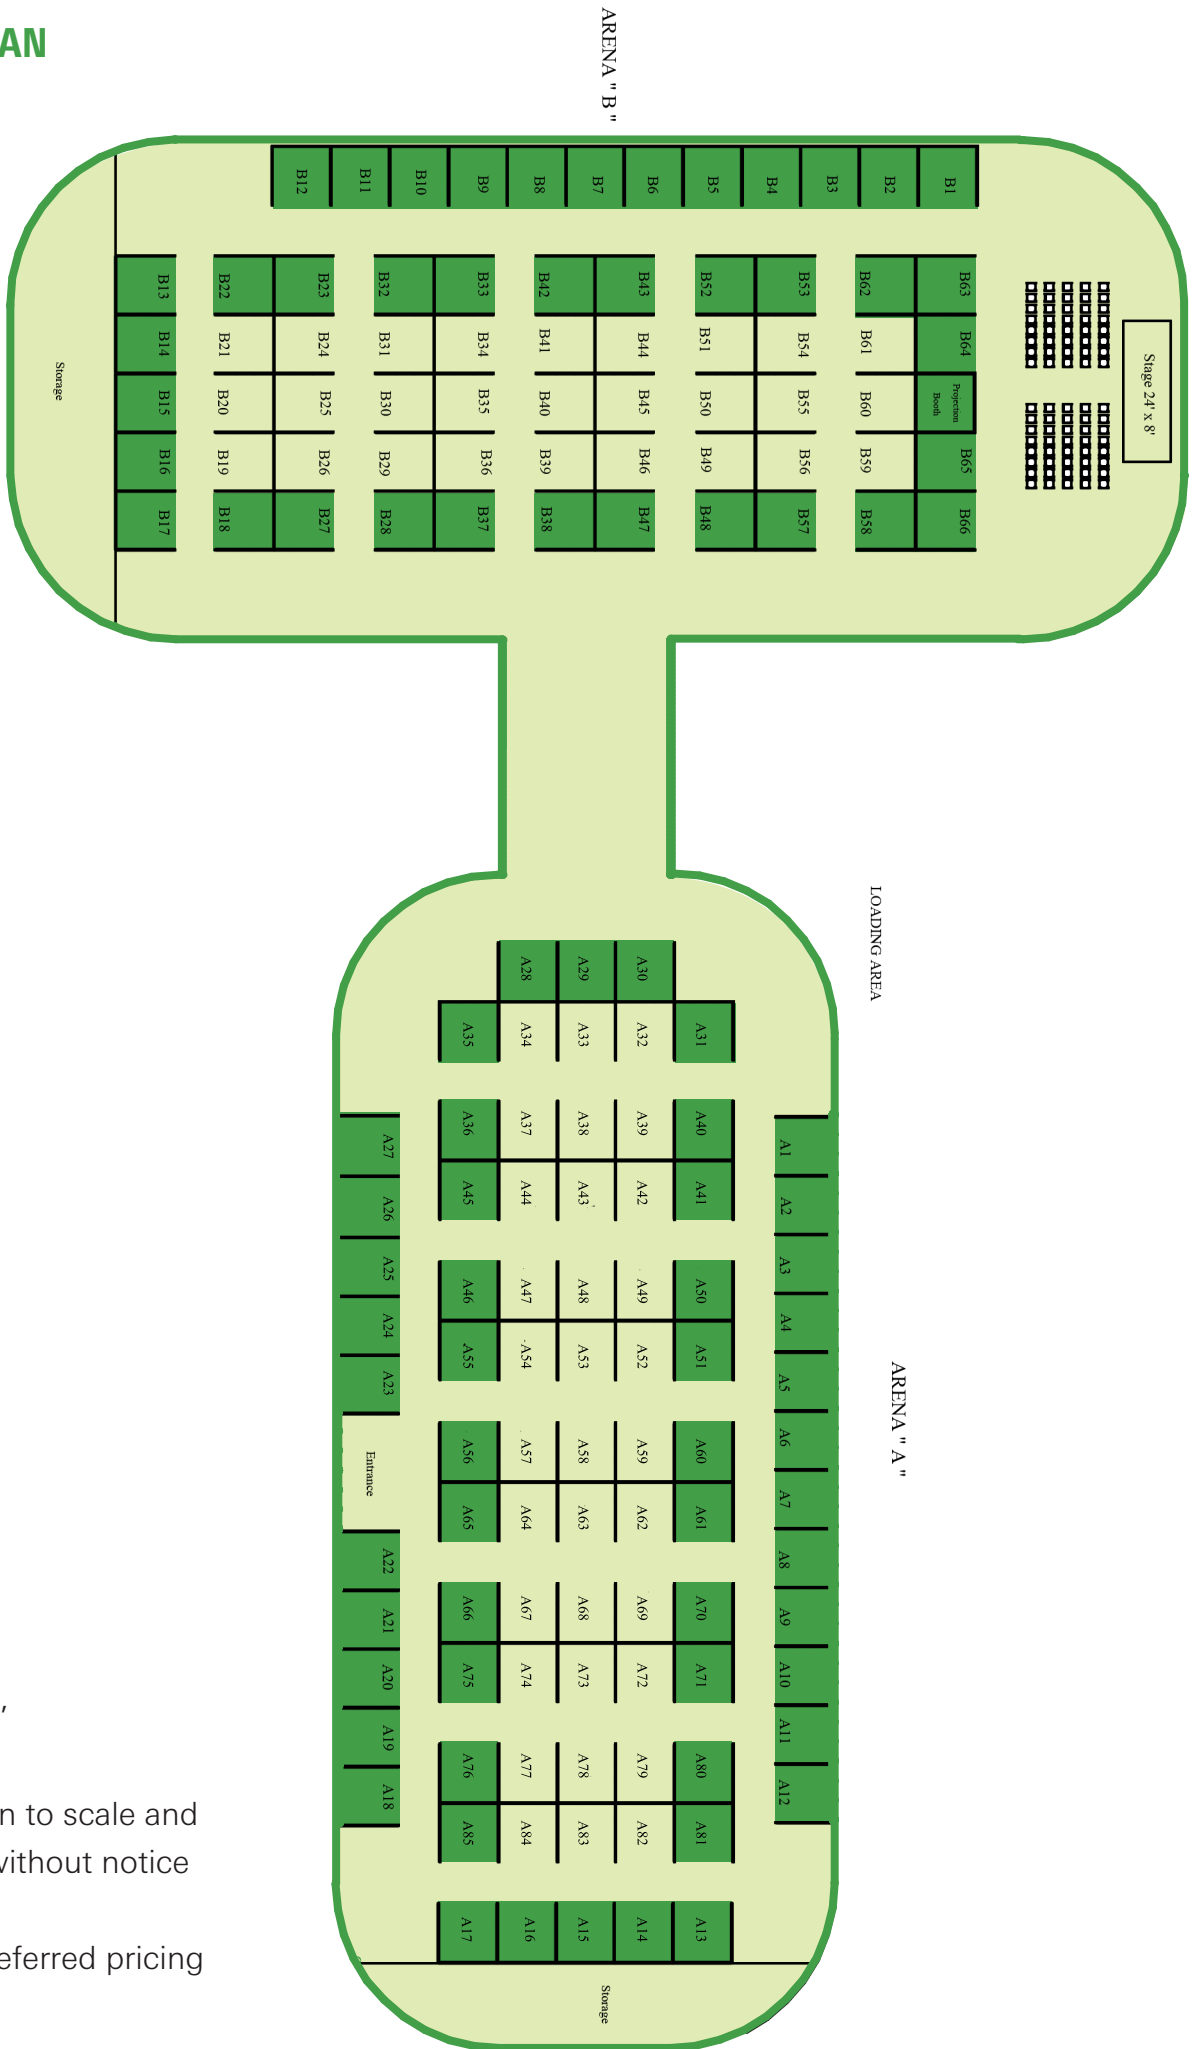 AN
ARENA " B "
B12
B11
B10
B9
B8
B7
B6
B5
B4
B3
B2
B1
B13
B22
B23
B32
B33
B42
B43
B52
B53
B62
B63
B14
B21
B24
B31
B34
B41
B44
B51
B54
B61
B64
B15
B20
B25
B30
B35
B40
B45
B50
B55
B60
Projection
Booth
B16
B19
B26
B29
B36
B39
B46
B49
B56
B59
B65
B17
B18
B27
B28
B37
B38
B47
B48
B57
B58
B66
Stage 24' x 8'
Storage
LOADING AREA
A28
A29
A30
A35
A34
A33
A32
A31
A36
A37
A38
A39
A40
A45
A44
A43
A42
A41
A46
A47
A48
A49
A50
A55
A54
A53
A52
A51
A56
A57
A58
A59
A60
A65
A64
A63
A62
A61
A66
A67
A68
A69
A70
A75
A74
A73
A72
A71
A76
A77
A78
A79
A80
A85
A84
A83
A82
A81
A17
A16
A15
A14
A13
A27
A26
A25
A24
A23
Entrance
A22
A21
A20
A19
A18
A1
A2
A3
A4
A5
A6
A7
A8
A9
A10
A11
A12
ARENA " A "
Storage
,
n to scale and
without notice
eferred pricing